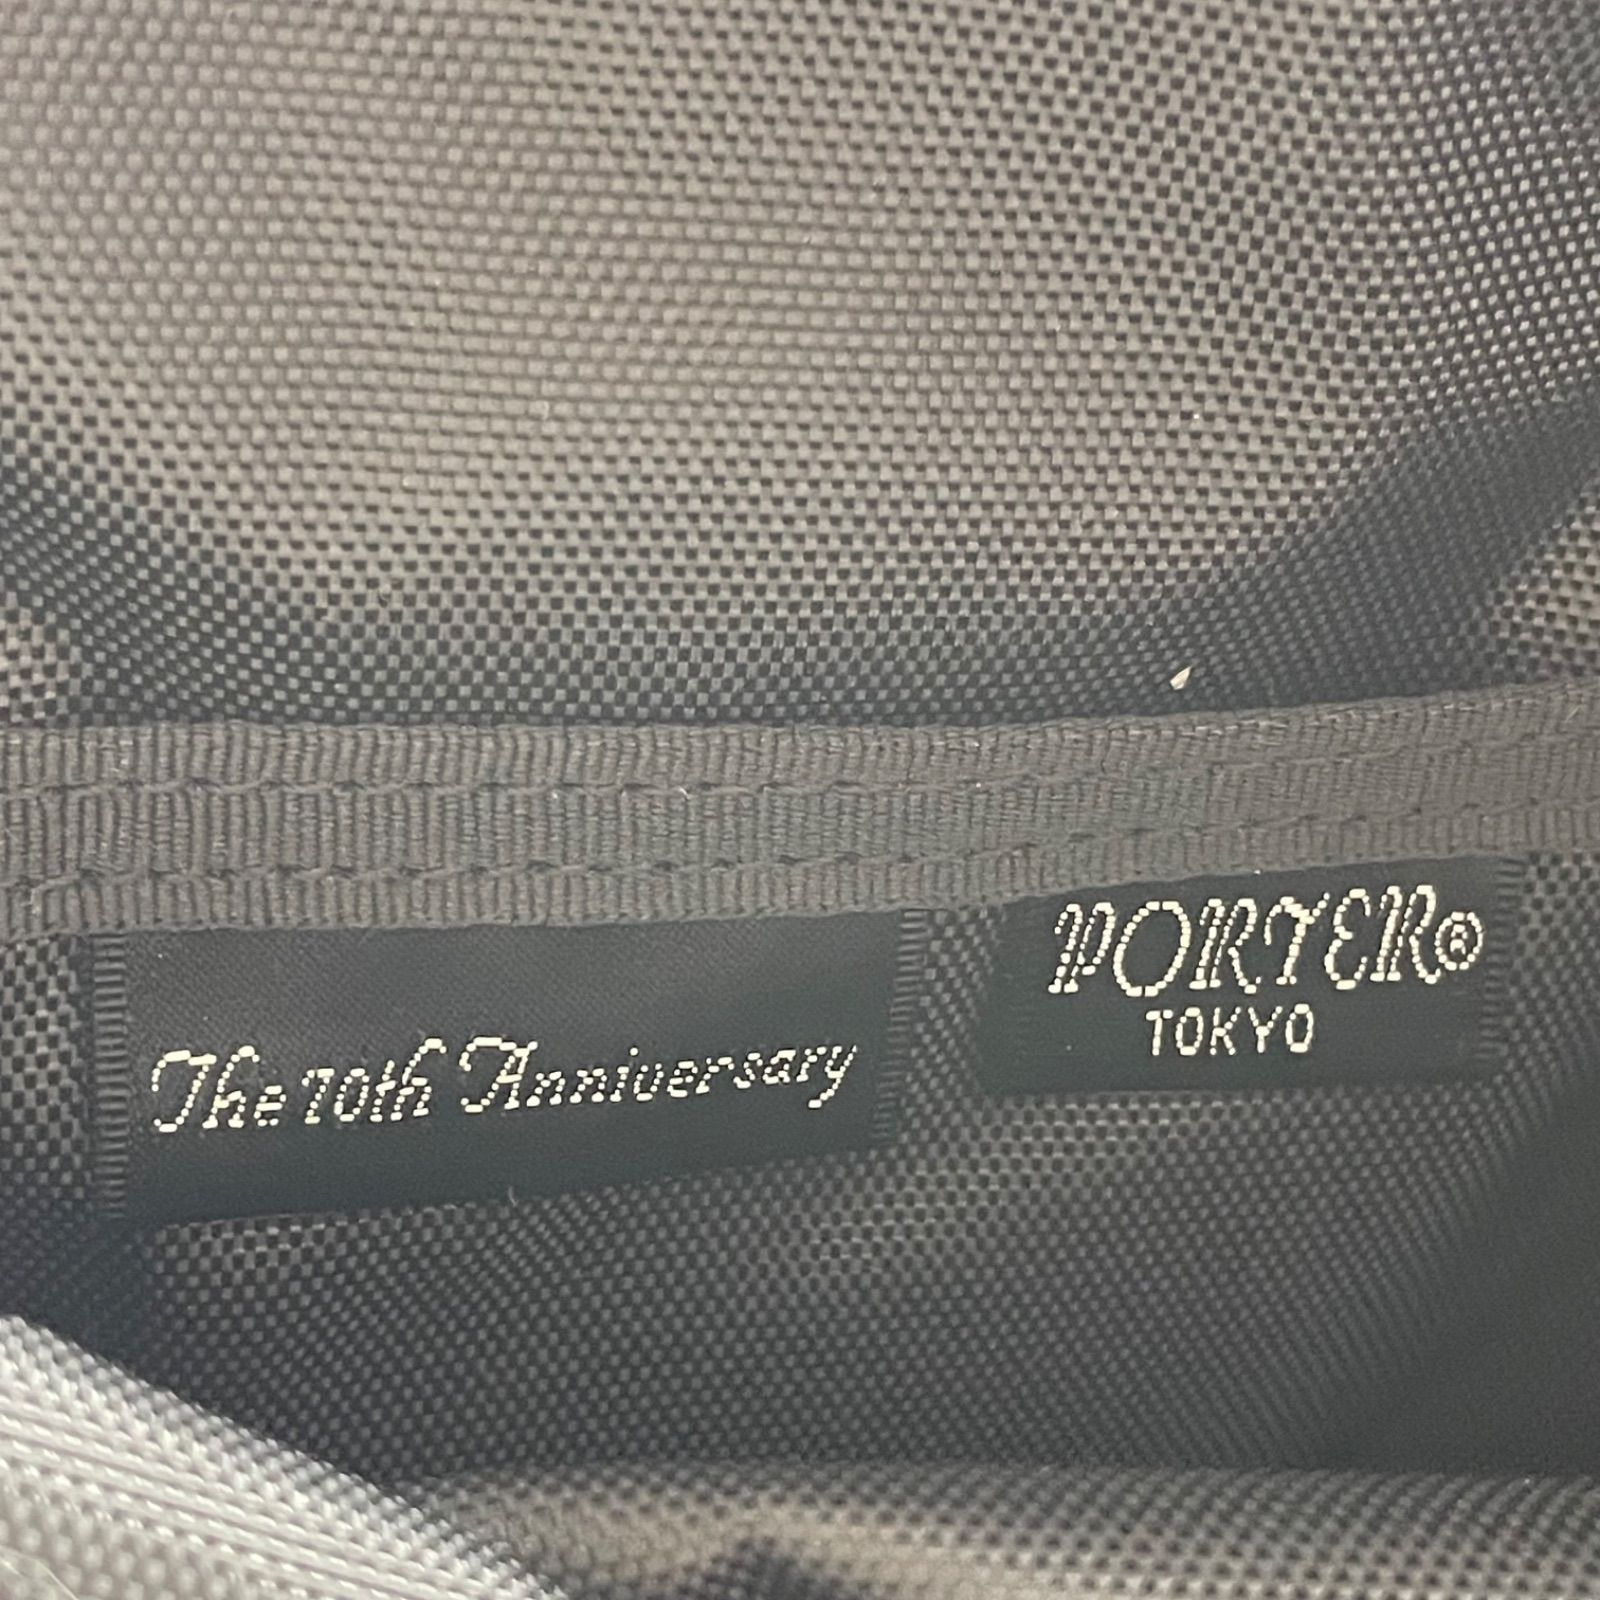 The 70th Anniversary
PORTER®
TOKYO